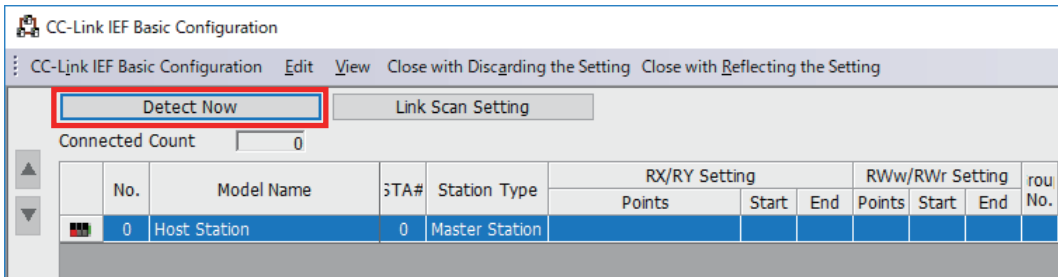 CC-Link IEF Basic Configuration
CC-Link IEF Basic Configuration Edit View Close with Discarding the Setting Close with Reflecting the Setting
Detect Now Link Scan Setting
Connected Count 0
No. Model Name STA# Station Type RX/RY Setting RWw/RWr Setting rou
Points Start End Points Start End No.
0 Host Station 0 Master Station